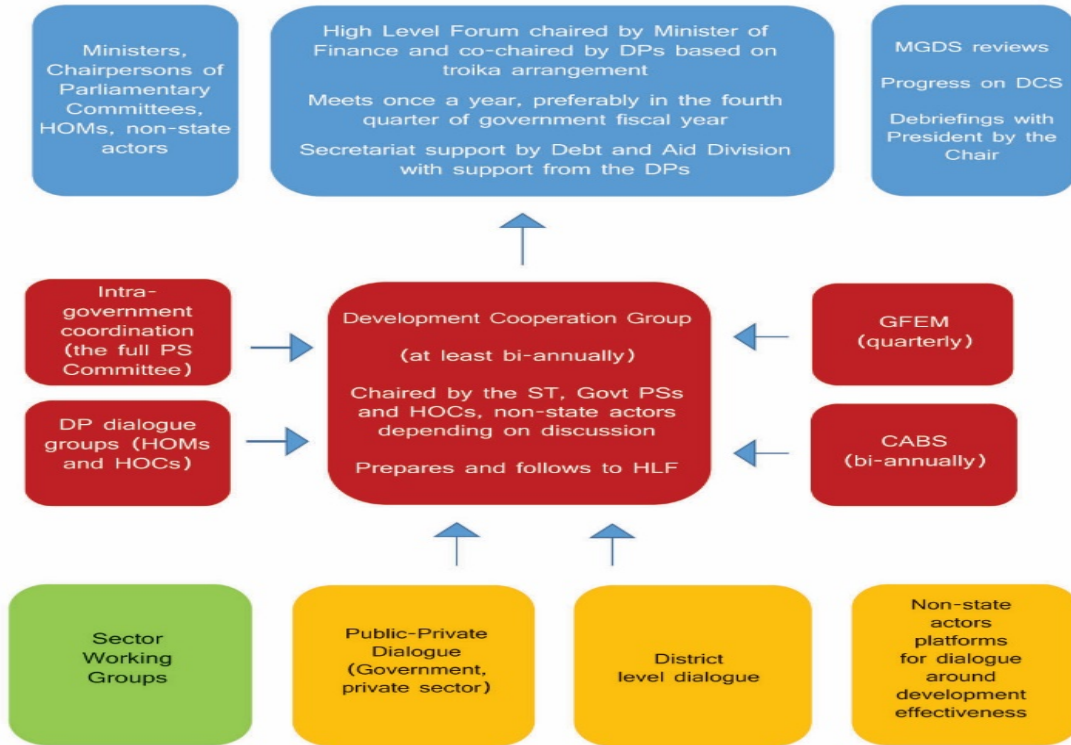 Ministers,
Chairpersons of
Parliamentary
Committees,
HOMs, non-state
actors
High Level Forum chaired by Minister of
Finance and co-chaired by DPs based on
troika arrangement
Meets once a year, preferably in the fourth
quarter of government fiscal year
Secretariat support by Debt and Aid Division
with support from the DPs
MGDS reviews
Progress on DCS
Debriefings with
President by the
Chair
Intra-
government
coordination
(the full PS
Committee)
DP dialogue
groups (HOMs
and HOCs)
Development Cooperation Group
(at least bi-annually)
Chaired by the ST, Govt PSs
and HOCs, non-state actors
depending on discussion
Prepares and follows to HLF
GFEM
(quarterly)
CABS
(bi-annually)
Sector
Working
Groups
Public-Private
Dialogue
(Government,
private sector)
District
level dialogue
Non-state
actors
platforms
for dialogue
around
development
effectiveness